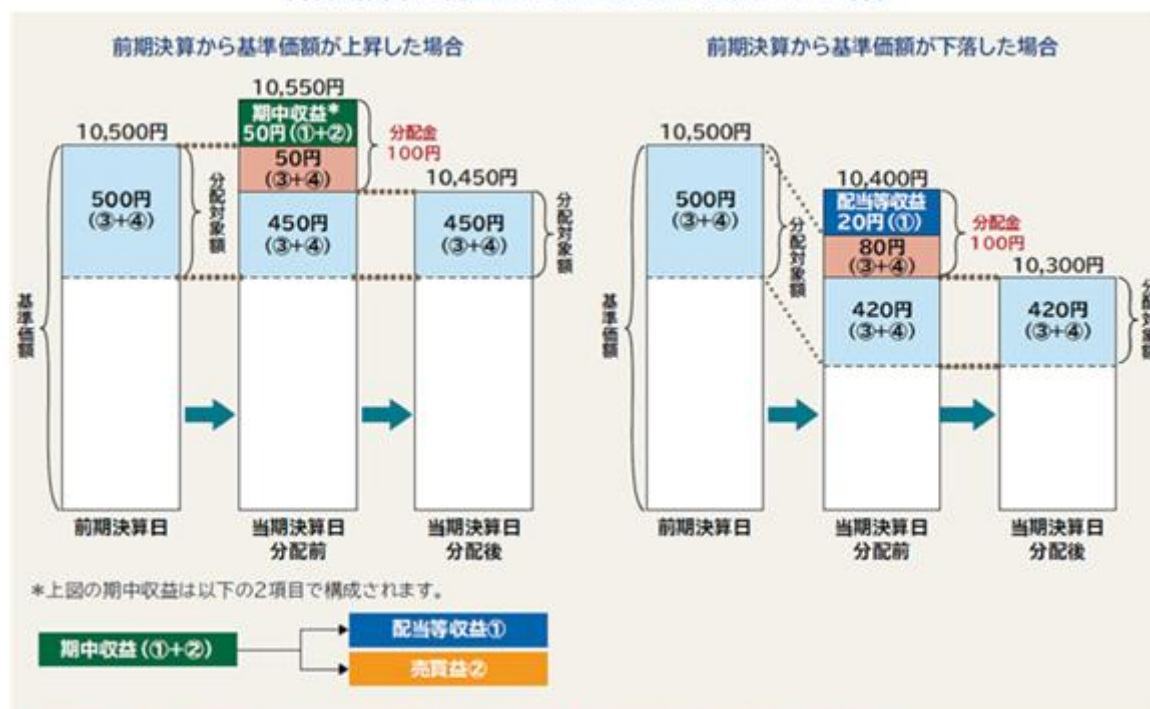 前期決算から基準価額が上昇した場合
10,500円
500円
(③+④)
分配対象額
基準価額
前期決算日
10,550円
期中収益*
50円(①+②)
50円
(③+④)
450円
(③+④)
分配金
100円
当期決算日
分配前
10,450円
450円
(③+④)
分配対象額
当期決算日
分配後
前期決算から基準価額が下落した場合
10,500円
500円
(③+④)
分配対象額
基準価額
前期決算日
10,400円
配当等収益
20円(①)
80円
(③+④)
420円
(③+④)
分配金
100円
当期決算日
分配前
10,300円
420円
(③+④)
分配対象額
当期決算日
分配後
*上図の期中収益は以下の2項目で構成されます。
期中収益(①+②)
配当等収益①
売買益②